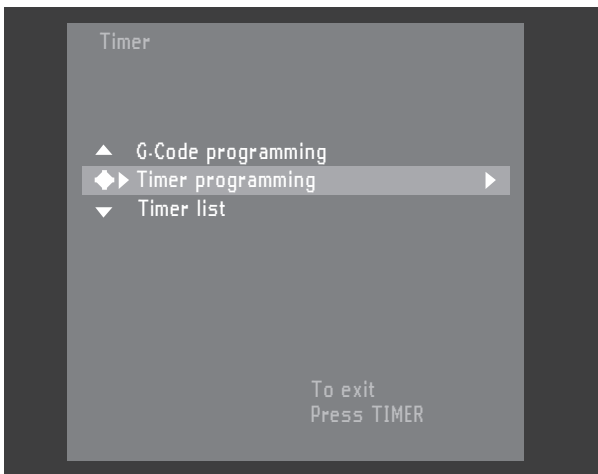 Timer
G-Code programming
Timer programming
Timer list
To exit
Press TIMER